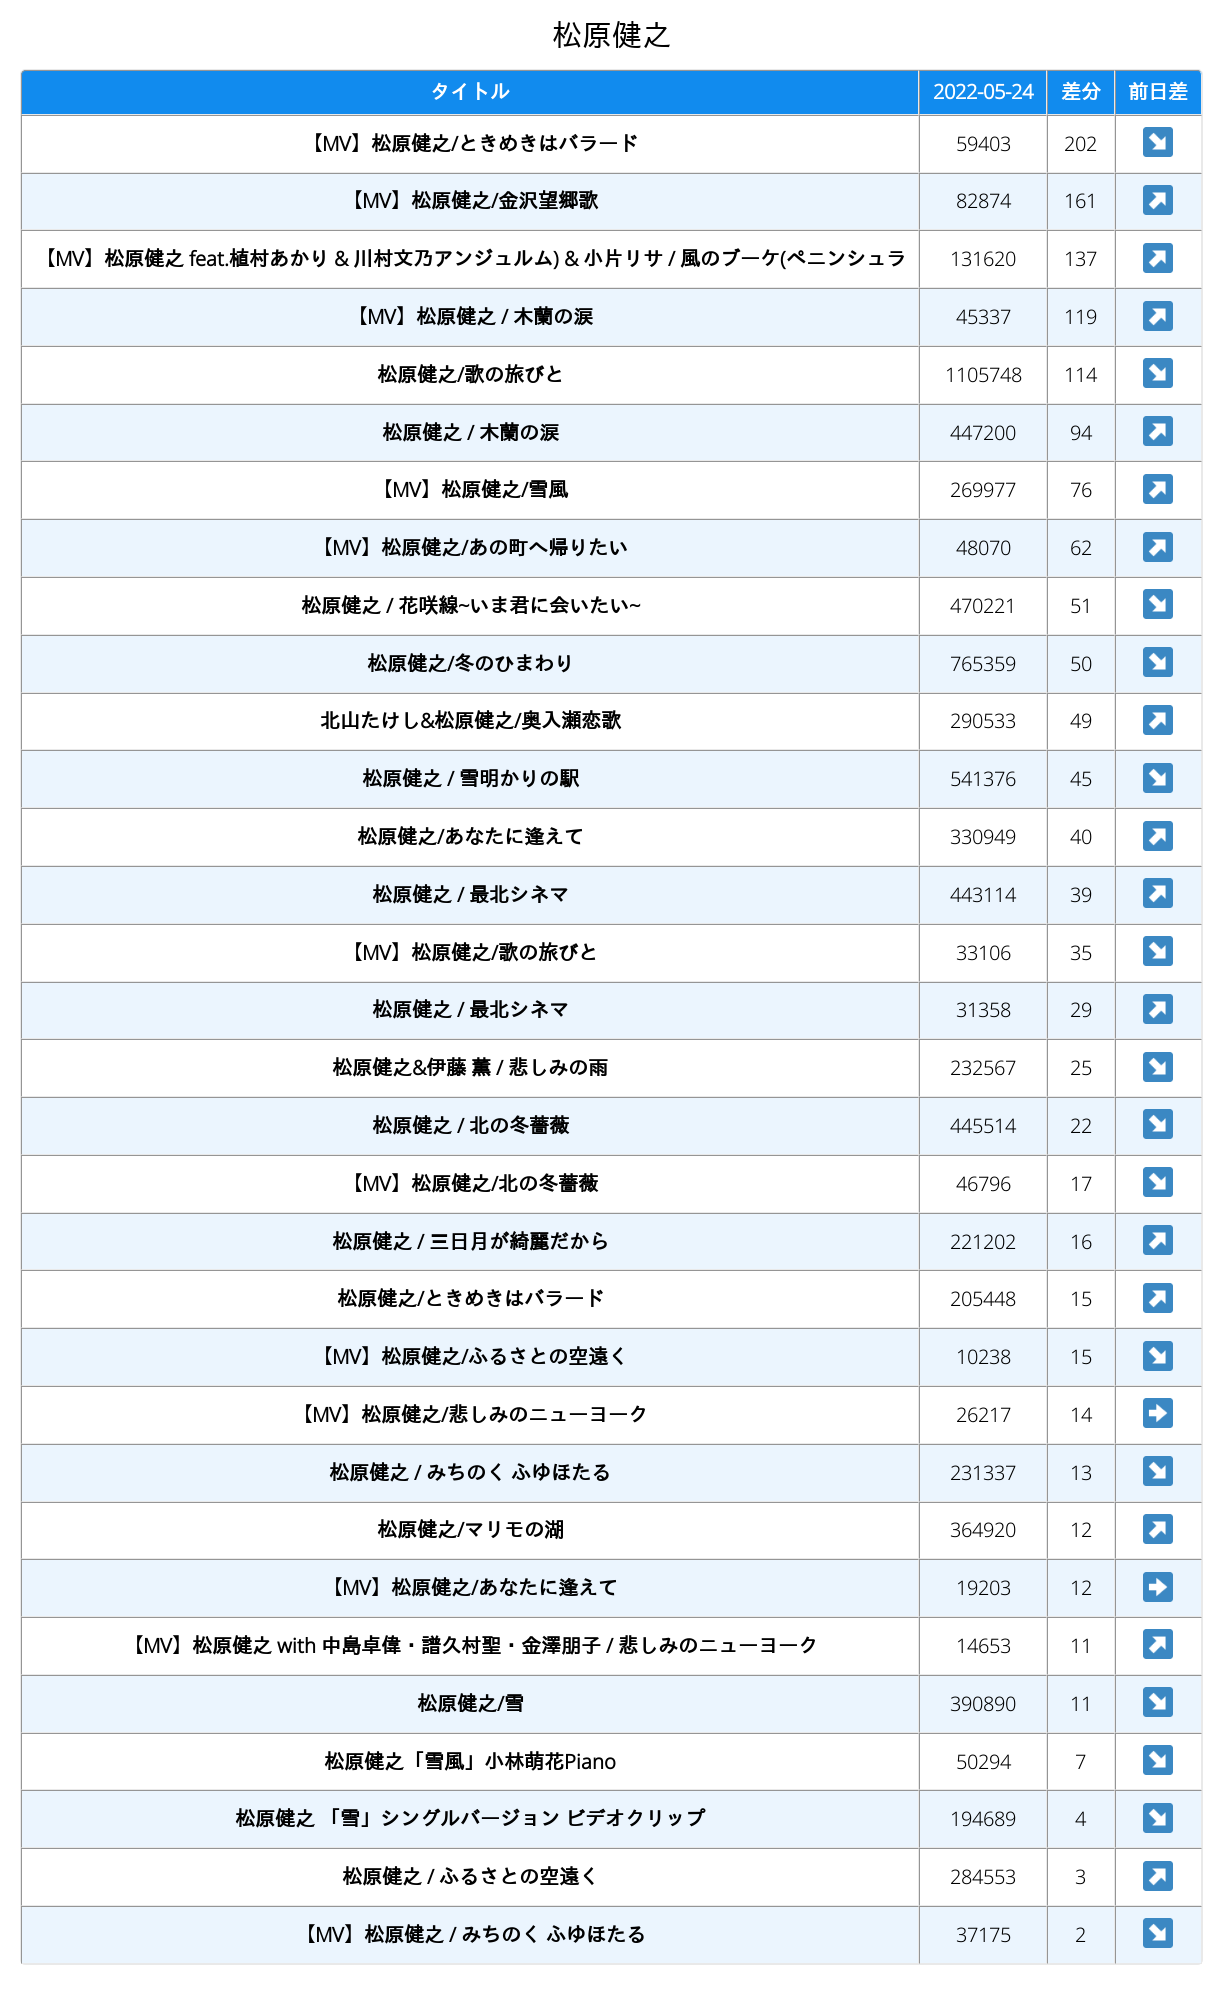 松原健之
タイトル 2022-05-24 差分 前日差
【MV】松原健之/ときめきはバラード 59403 202 ↘
【MV】松原健之/金沢望郷歌 82874 161 ↗
【MV】松原健之 feat.植村あかり & 川村文乃アンジュルム) & 小片リサ / 風のブーケ(ペニンシュラ 131620 137 ↗
【MV】松原健之 / 木蘭の涙 45337 119 ↗
松原健之/歌の旅びと 1105748 114 ↘
松原健之 / 木蘭の涙 447200 94 ↗
【MV】松原健之/雪風 269977 76 ↗
【MV】松原健之/あの町へ帰りたい 48070 62 ↗
松原健之 / 花咲線~いま君に会いたい~ 470221 51 ↘
松原健之/冬のひまわり 765359 50 ↘
北山たけし&松原健之/奥入瀬恋歌 290533 49 ↗
松原健之 / 雪明かりの駅 541376 45 ↘
松原健之/あなたに逢えて 330949 40 ↗
松原健之 / 最北シネマ 443114 39 ↗
【MV】松原健之/歌の旅びと 33106 35 ↘
松原健之 / 最北シネマ 31358 29 ↗
松原健之&伊藤 薫 / 悲しみの雨 232567 25 ↘
松原健之 / 北の冬薔薇 445514 22 ↘
【MV】松原健之/北の冬薔薇 46796 17 ↘
松原健之 / 三日月が綺麗だから 221202 16 ↗
松原健之/ときめきはバラード 205448 15 ↗
【MV】松原健之/ふるさとの空遠く 10238 15 ↘
【MV】松原健之/悲しみのニューヨーク 26217 14 ➡
松原健之 / みちのく ふゆほたる 231337 13 ↘
松原健之/マリモの湖 364920 12 ↗
【MV】松原健之/あなたに逢えて 19203 12 ➡
【MV】松原健之 with 中島卓偉・譜久村聖・金澤朋子 / 悲しみのニューヨーク 14653 11 ↗
松原健之/雪 390890 11 ↘
松原健之「雪風」小林萌花Piano 50294 7 ↘
松原健之 「雪」シングルバージョン ビデオクリップ 194689 4 ↘
松原健之 / ふるさとの空遠く 284553 3 ↗
【MV】松原健之 / みちのく ふゆほたる 37175 2 ↘